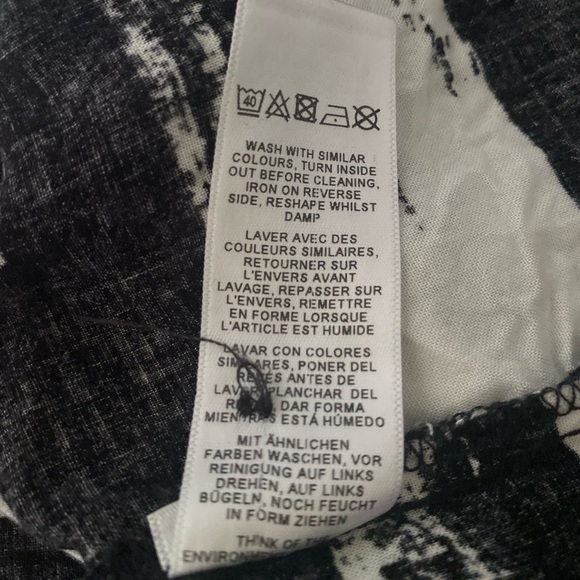 40
WASH WITH SIMILAR
COLOURS, TURN INSIDE
OUT BEFORE CLEANING,
IRON ON REVERSE
SIDE, RESHAPE WHILST
DAMP
LAVER AVEC DES
COULEURS SIMILAIRES,
RETOURNER SUR
L'ENVERS AVANT
LAVAGE, REPASSER SUR
L'ENVERS, REMETTRE
EN FORME LORSQUE
L'ARTICLE EST HUMIDE
LAVAR CON COLORES
PONER DEL
ANTES DE
PLANCHAR DEL
DAR FORMA
MIENTRAS ESTÁ HÚMEDO
MIT ÄHNLICHEN
FARBEN WASCHEN, VOR
REINIGUNG AUF LINKS
DREHEN, AUF LINKS
BÜGELN, NOCH FEUCHT
IN FORM ZIEHEN
THINK OF